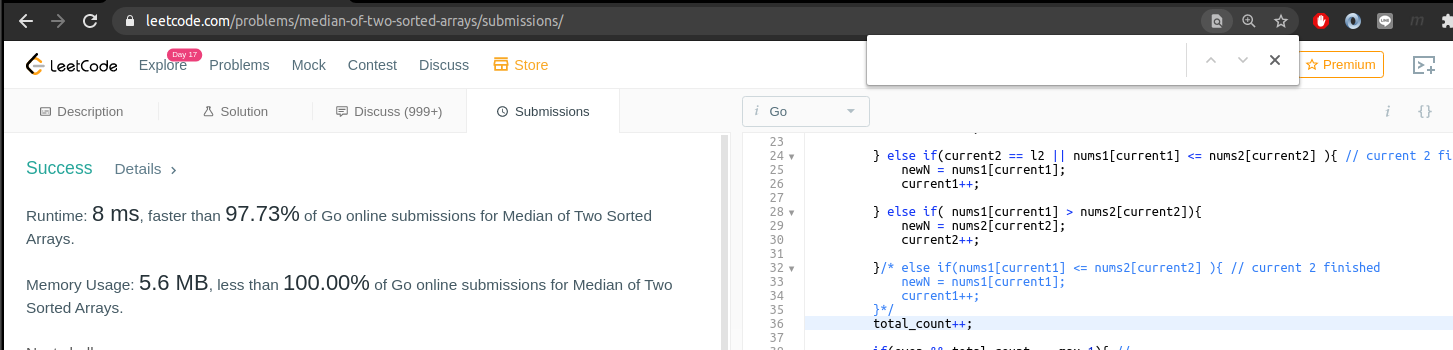 leetcode.com/problems/median-of-two-sorted-arrays/submissions/
LeetCode Explore Day 17 Problems Mock Contest Discuss Store Premium
Description Solution Discuss (999+) Submissions
i Go
i {}
Success Details >
Runtime: 8 ms, faster than 97.73% of Go online submissions for Median of Two Sorted
Arrays.
Memory Usage: 5.6 MB, less than 100.00% of Go online submissions for Median of Two
Sorted Arrays.
23
24 } else if(current2 == l2 || nums1[current1] <= nums2[current2] ){ // current 2 fi
25 newN = nums1[current1];
26 current1++;
27
28 } else if( nums1[current1] > nums2[current2]){
29 newN = nums2[current2];
30 current2++;
31
32 }/* else if(nums1[current1] <= nums2[current2] ){ // current 2 finished
33 newN = nums1[current1];
34 current1++;
35 }*/
36 total_count++;
37